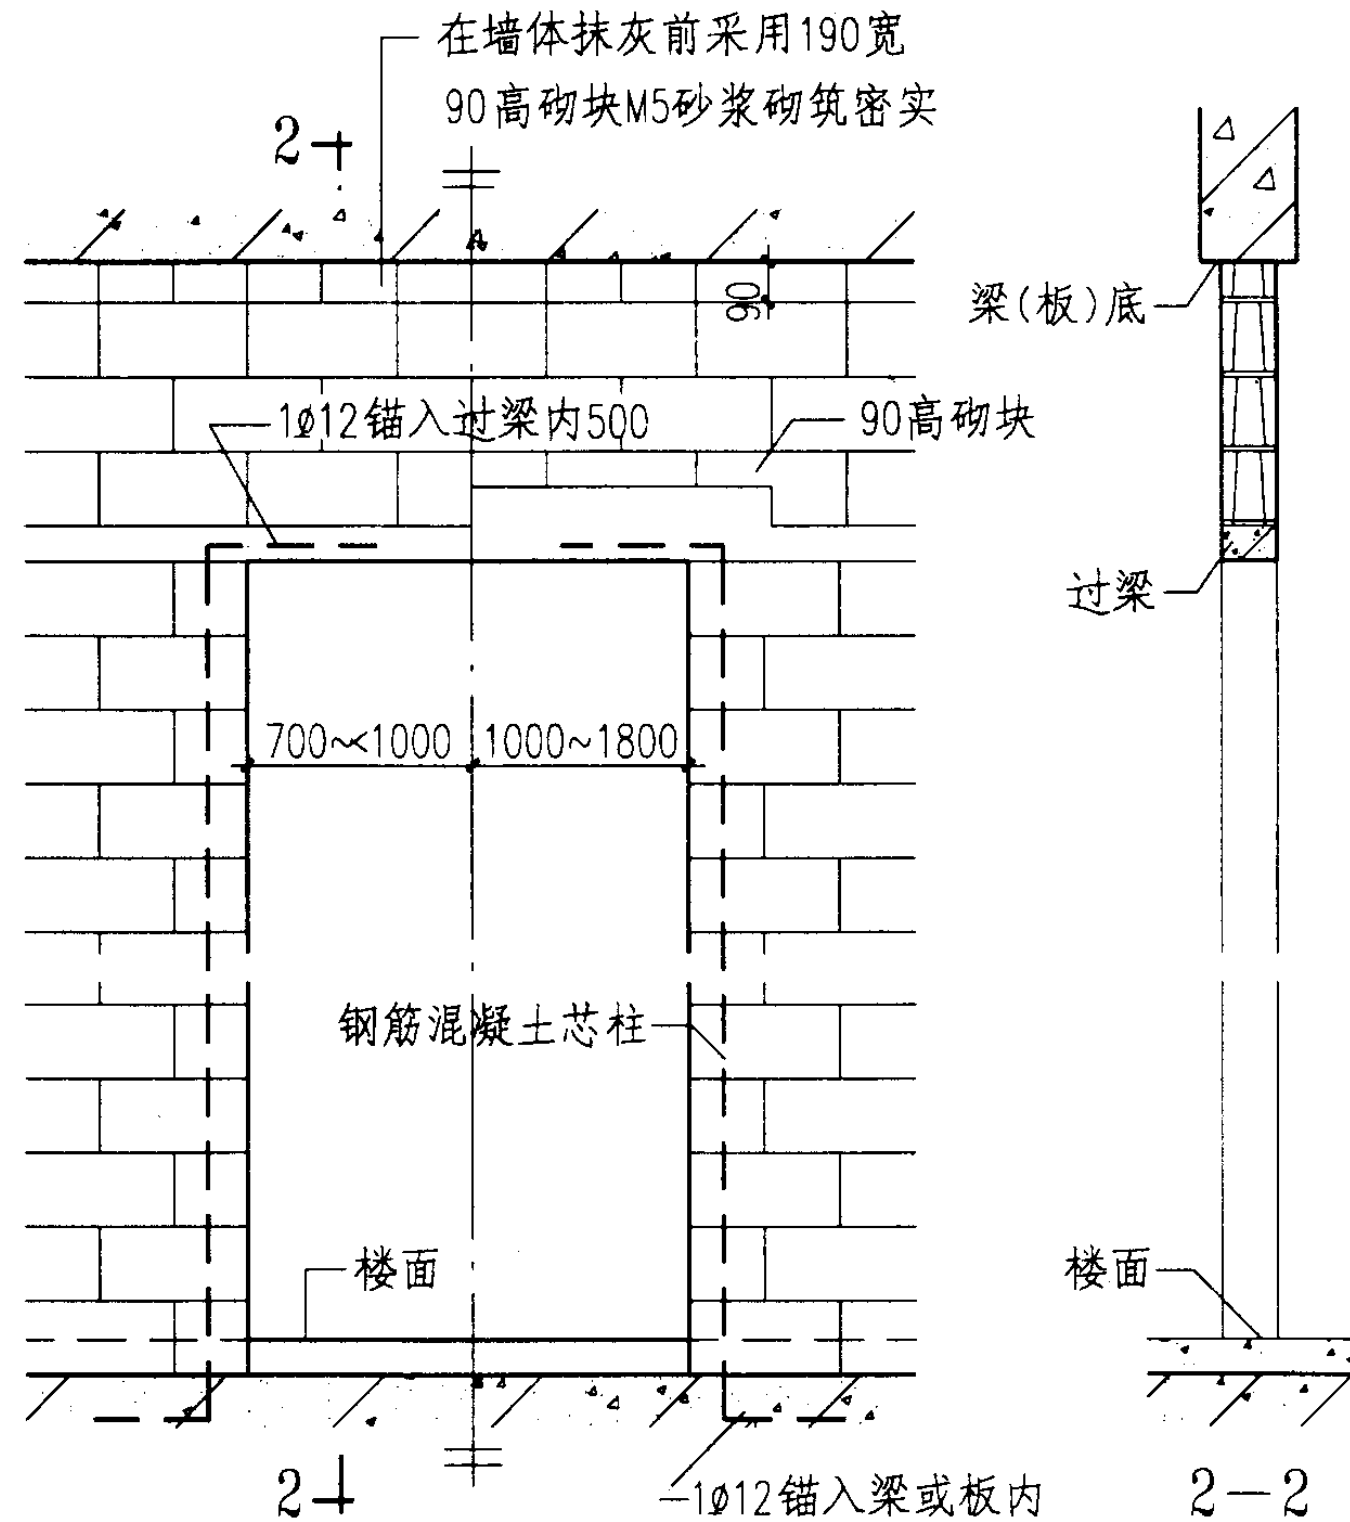 在墙体抹灰前采用190宽
90高砌块M5砂浆砌筑密实
2
90
梁(板)底
1ø12锚入过梁内500
90高砌块
过梁
700~<1000
1000~1800
钢筋混凝土芯柱
楼面
楼面
2
1ø12锚入梁或板内
2-2